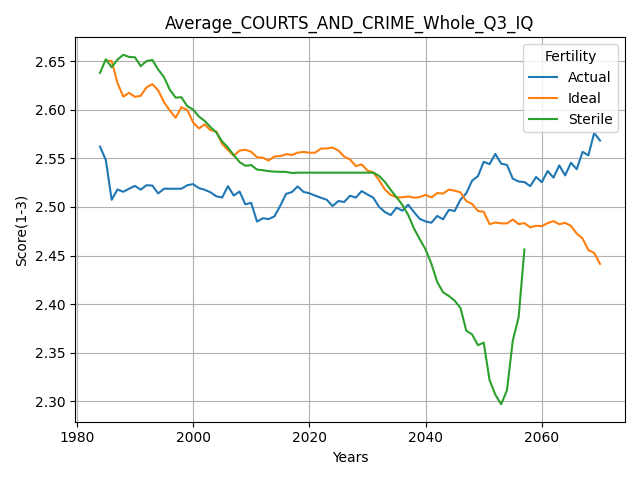 Average_COURTS_AND_CRIME_Whole_Q3_IQ
Fertility
Actual
Ideal
Sterile
Score(1-3)
2.65
2.60
2.55
2.50
2.45
2.40
2.35
2.30
1980
2000
2020
2040
2060
Years